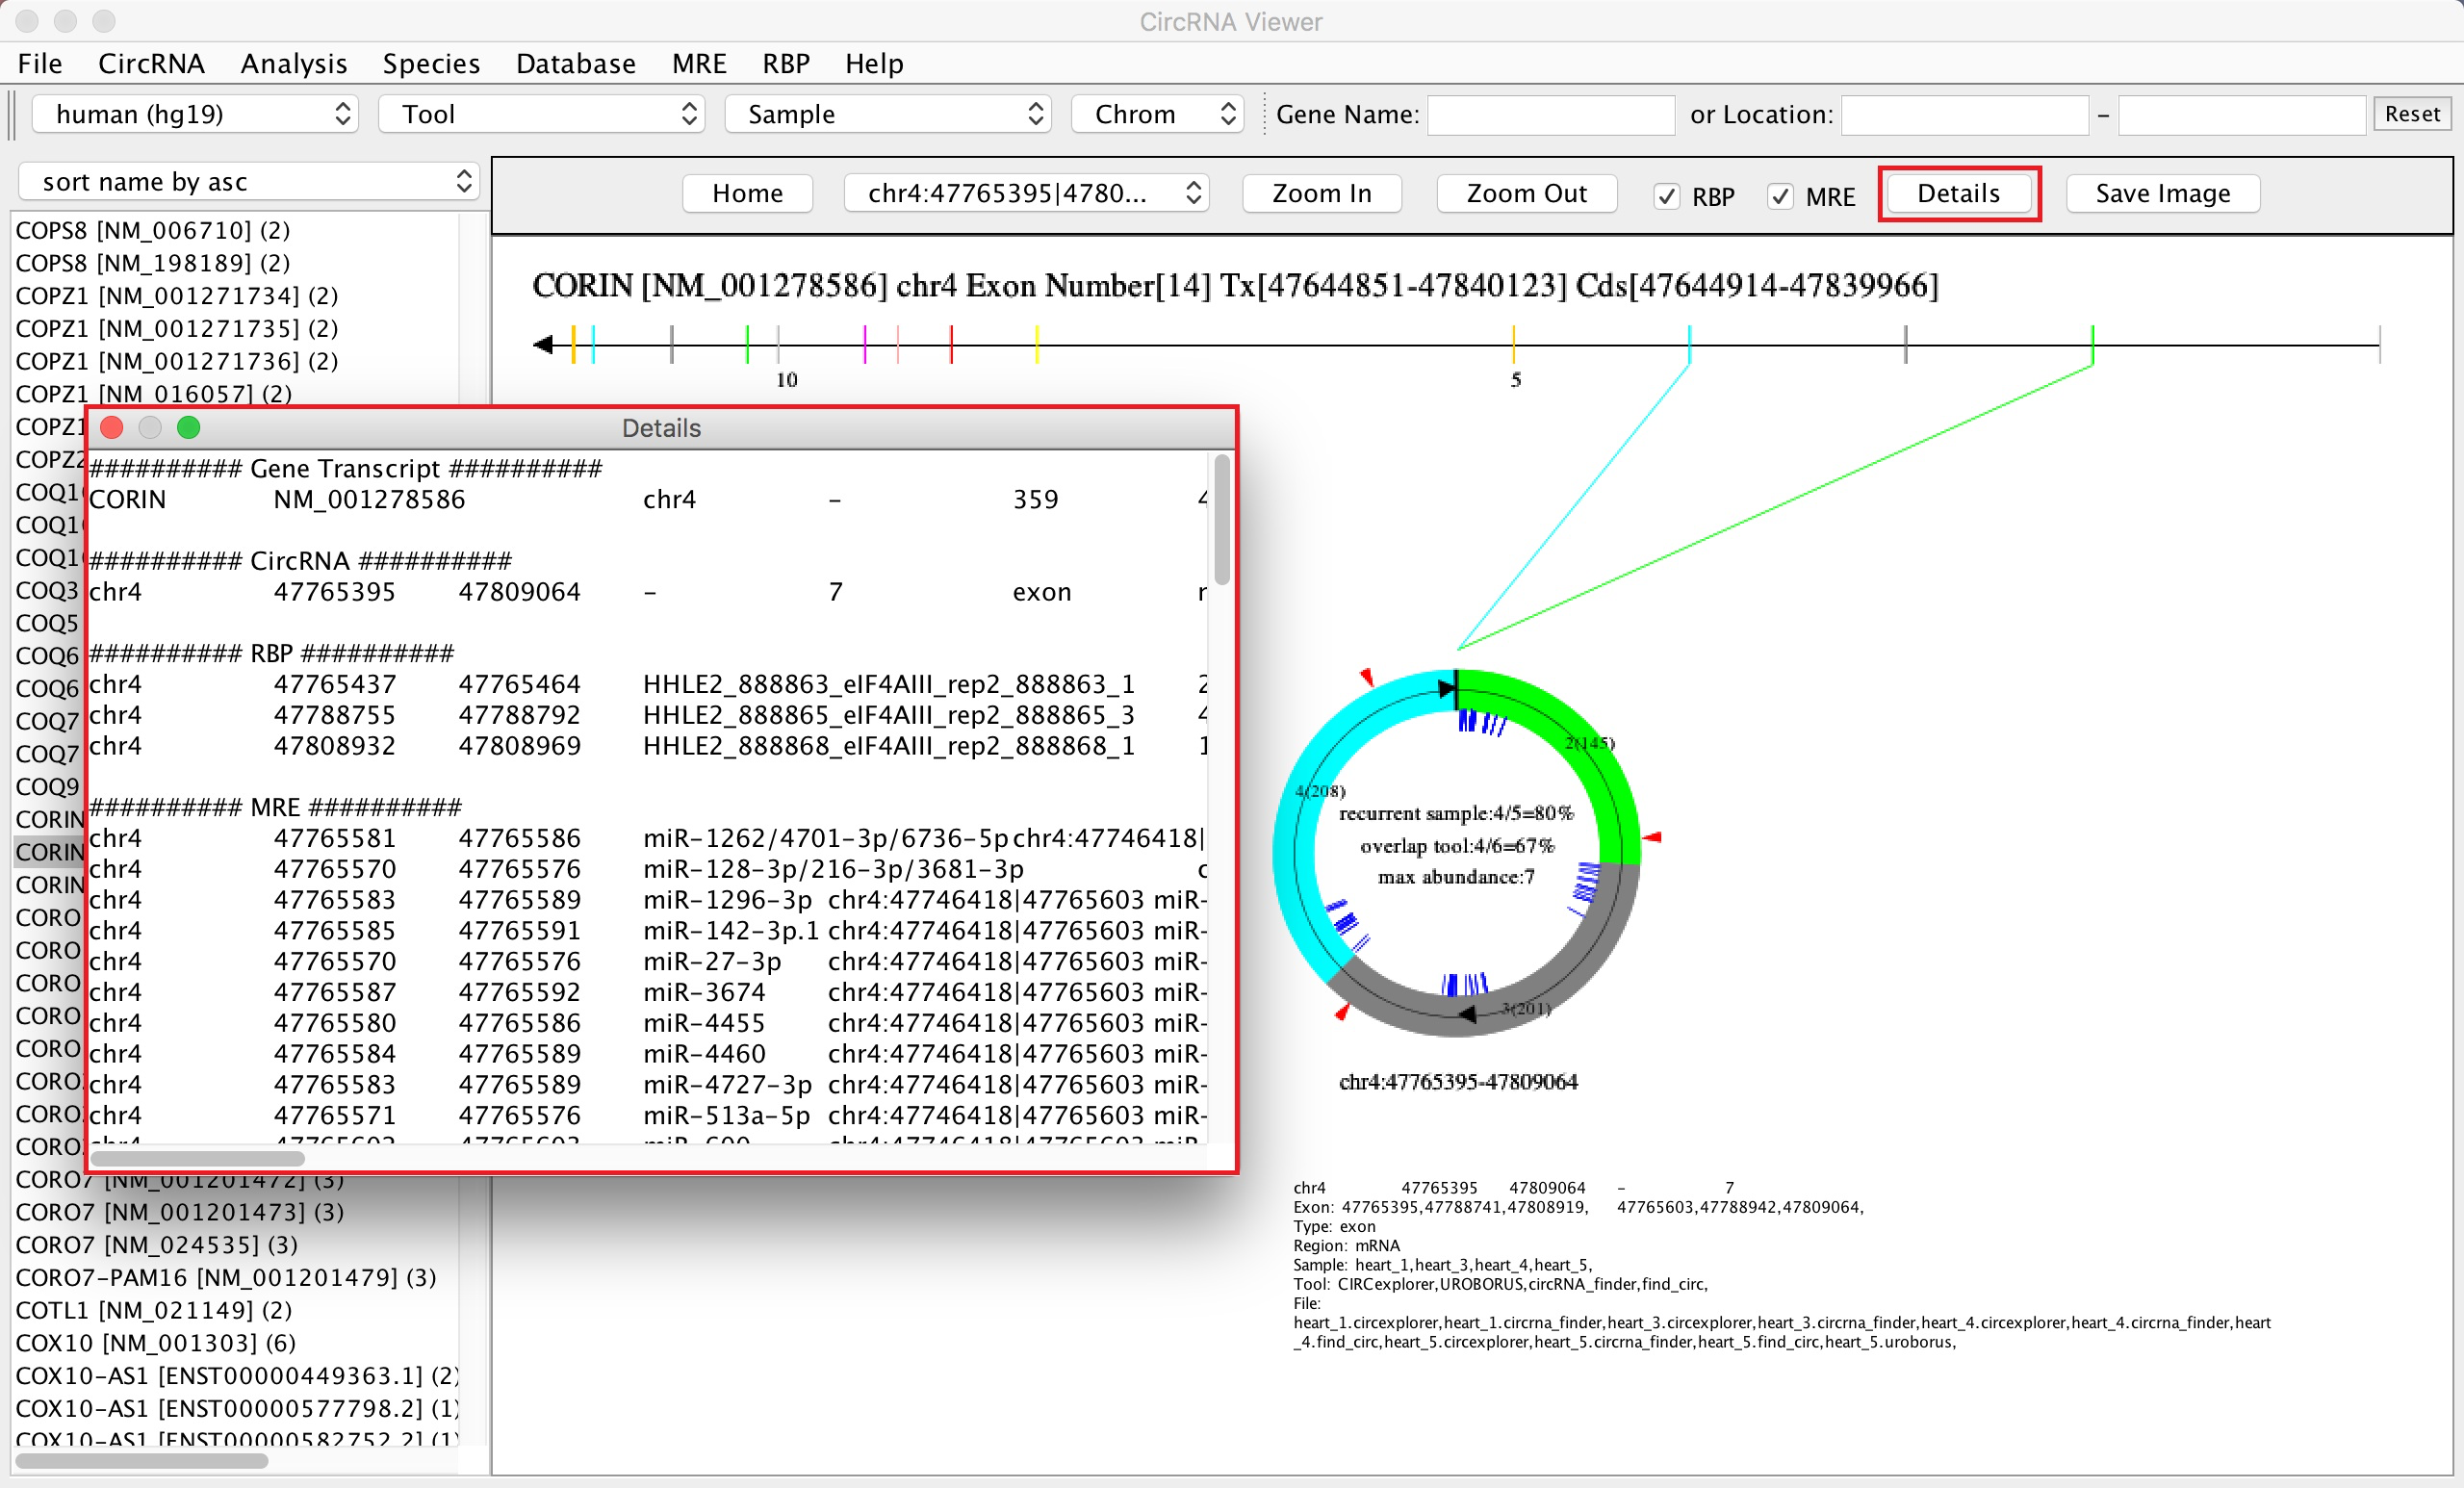 CircRNA Viewer
File CircRNA Analysis Species Database MRE RBP Help
human (hg19) Tool Sample Chrom Gene Name: or Location: – Reset
sort name by asc
Home chr4:47765395|4780... Zoom In Zoom Out RBP MRE Details Save Image
COPS8 [NM_006710] (2)
COPS8 [NM_198189] (2)
COPZ1 [NM_001271734] (2)
COPZ1 [NM_001271735] (2)
COPZ1 [NM_001271736] (2)
COPZ1 [NM_016057] (2)
COPZ1
COPZ2
COQ1
COQ1
COQ1
COQ3
COQ5
COQ6
COQ6
COQ7
COQ7
COQ9
CORIN
CORIN
CORIN
CORO
CORO
CORO
CORO
CORO
CORO
CORO
CORO
CORO7 [NM_001201472] (3)
CORO7 [NM_001201473] (3)
CORO7 [NM_024535] (3)
CORO7-PAM16 [NM_001201479] (3)
COTL1 [NM_021149] (2)
COX10 [NM_001303] (6)
COX10-AS1 [ENST00000449363.1] (2)
COX10-AS1 [ENST00000577798.2] (1)
COX10-AS1 [ENST00000582752.2] (1)
CORIN [NM_001278586] chr4 Exon Number[14] Tx[47644851-47840123] Cds[47644914-47839966]
10 5
Details
########## Gene Transcript ##########
CORIN NM_001278586 chr4 - 359 4
########## CircRNA ##########
chr4 47765395 47809064 - 7 exon
########## RBP ##########
chr4 47765437 47765464 HHLE2_888863_eIF4AIII_rep2_888863_1 2
chr4 47788755 47788792 HHLE2_888865_eIF4AIII_rep2_888865_3 4
chr4 47808932 47808969 HHLE2_888868_eIF4AIII_rep2_888868_1 1
########## MRE ##########
chr4 47765581 47765586 miR-1262/4701-3p/6736-5p chr4:47746418|
chr4 47765570 47765576 miR-128-3p/216-3p/3681-3p c
chr4 47765583 47765589 miR-1296-3p chr4:47746418|47765603 miR-
chr4 47765585 47765591 miR-142-3p.1 chr4:47746418|47765603 miR-
chr4 47765570 47765576 miR-27-3p chr4:47746418|47765603 miR-
chr4 47765587 47765592 miR-3674 chr4:47746418|47765603 miR-
chr4 47765580 47765586 miR-4455 chr4:47746418|47765603 miR-
chr4 47765584 47765589 miR-4460 chr4:47746418|47765603 miR-
chr4 47765583 47765589 miR-4727-3p chr4:47746418|47765603 miR-
chr4 47765571 47765576 miR-513a-5p chr4:47746418|47765603 miR-
2(145)
4(208)
recurrent sample:4/5=80%
overlap tool:4/6=67%
max abundance:7
3(201)
chr4:47765395-47809064
chr4 47765395 47809064 - 7
Exon: 47765395,47788741,47808919, 47765603,47788942,47809064,
Type: exon
Region: mRNA
Sample: heart_1,heart_3,heart_4,heart_5,
Tool: CIRCexplorer,UROBORUS,circRNA_finder,find_circ,
File:
heart_1.circexplorer,heart_1.circrna_finder,heart_3.circexplorer,heart_3.circrna_finder,heart_4.circexplorer,heart_4.circrna_finder,heart
_4.find_circ,heart_5.circexplorer,heart_5.circrna_finder,heart_5.find_circ,heart_5.uroborus,